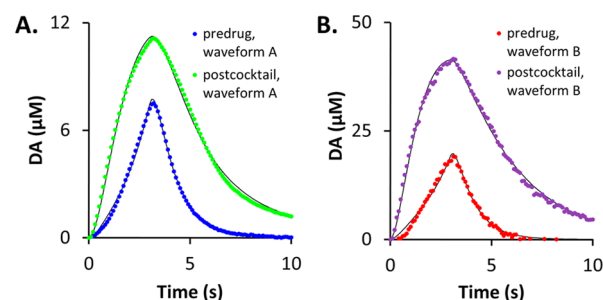 A.
12
6
0
DA (µM)
predrug,
waveform A
postcocktail,
waveform A
0
5
10
Time (s)
B.
50
25
0
DA (µM)
predrug,
waveform B
postcocktail,
waveform B
0
5
10
Time (s)